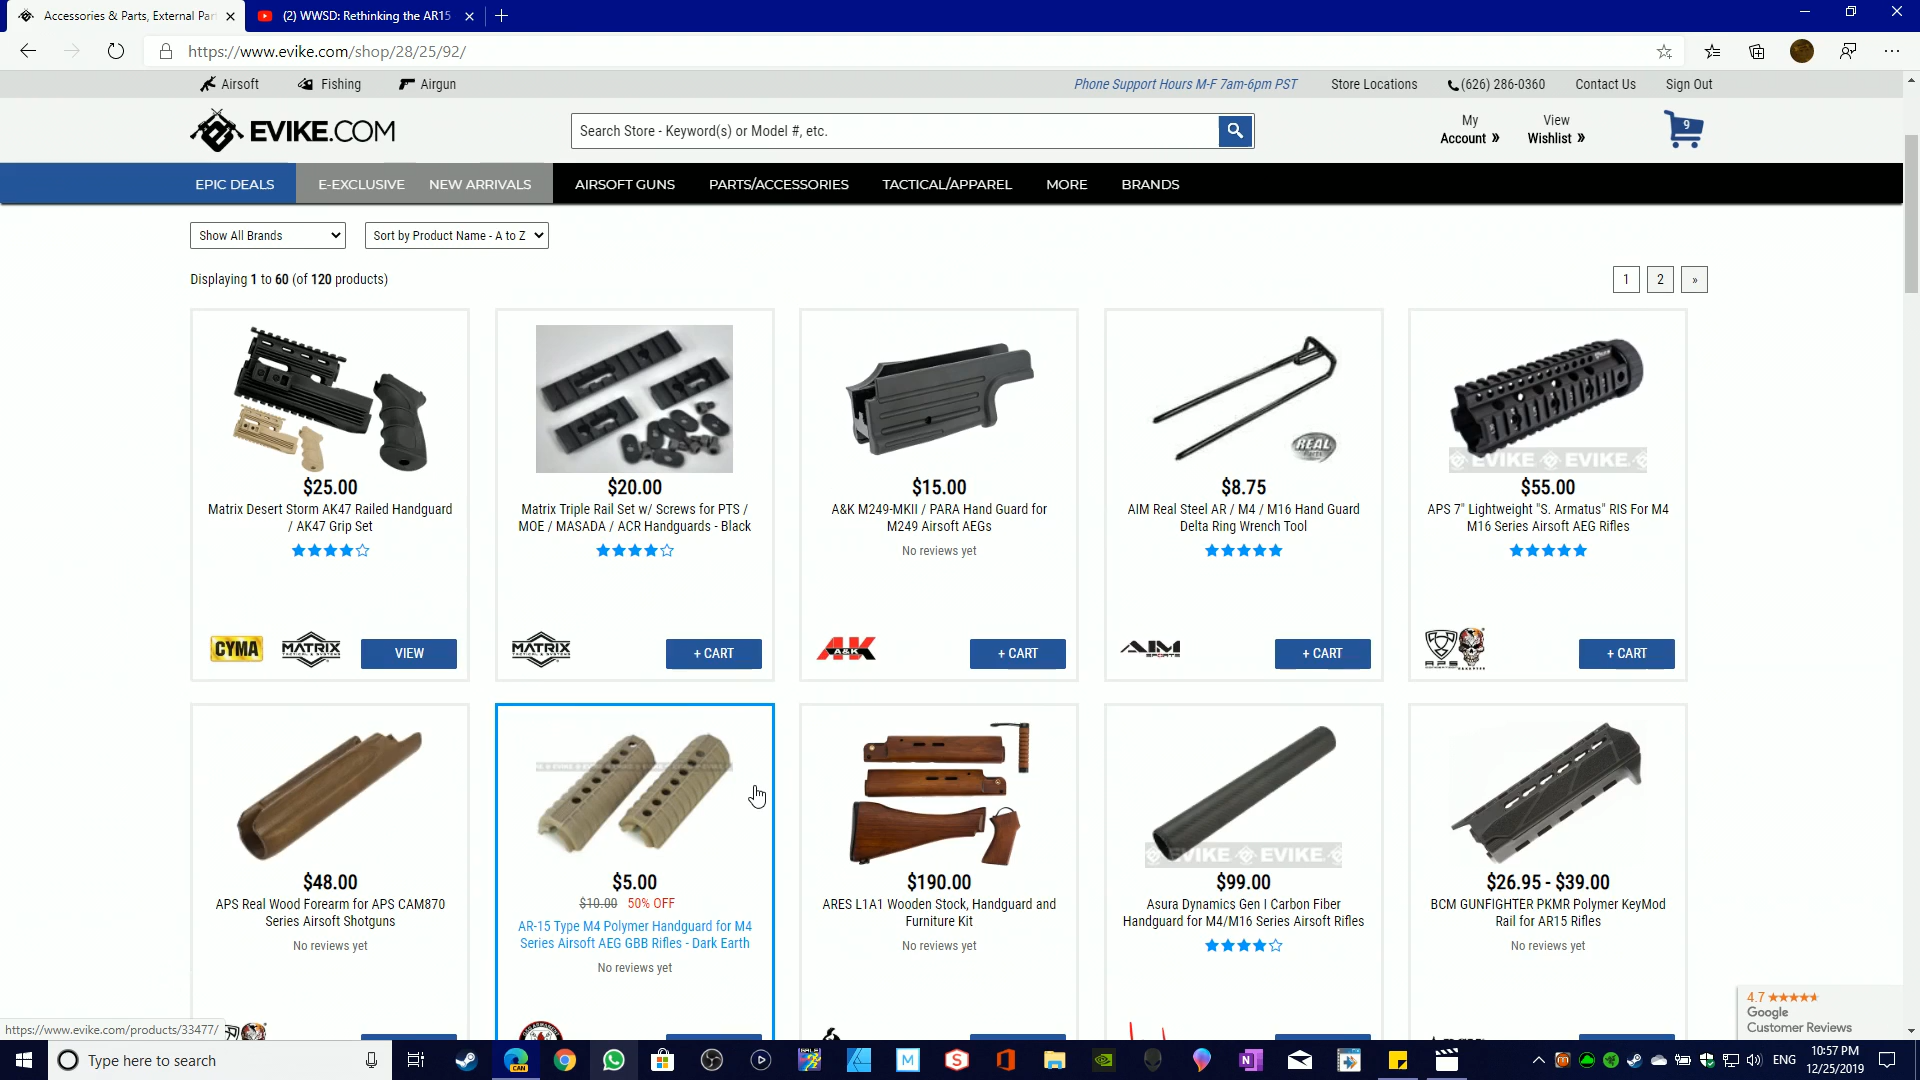 Accessories & Parts, External Par
(2) WWSD: Rethinking the AR15
https://www.evike.com/shop/28/25/92/
Airsoft
Fishing
Airgun
Phone Support Hours M-F 7am-6pm PST
Store Locations
(626) 286-0360
Contact Us
Sign Out
EVIKE.COM
Search Store - Keyword(s) or Model #, etc.
My
Account »
View
Wishlist »
9
EPIC DEALS
E-EXCLUSIVE
NEW ARRIVALS
AIRSOFT GUNS
PARTS/ACCESSORIES
TACTICAL/APPAREL
MORE
BRANDS
Show All Brands
Sort by Product Name - A to Z
Displaying 1 to 60 (of 120 products)
1
2
»
$25.00
Matrix Desert Storm AK47 Railed Handguard
/ AK47 Grip Set
CYMA
MATRIX
VIEW
$20.00
Matrix Triple Rail Set w/ Screws for PTS /
MOE / MASADA / ACR Handguards - Black
MATRIX
+ CART
$15.00
A&K M249-MKII / PARA Hand Guard for
M249 Airsoft AEGs
No reviews yet
A&K
+ CART
REAL
$8.75
AIM Real Steel AR / M4 / M16 Hand Guard
Delta Ring Wrench Tool
AIM
SPORTS
+ CART
EVIKE EVIKE
$55.00
APS 7" Lightweight "S. Armatus" RIS For M4
M16 Series Airsoft AEG Rifles
APS
+ CART
$48.00
APS Real Wood Forearm for APS CAM870
Series Airsoft Shotguns
No reviews yet
$5.00
$10.00 50% OFF
AR-15 Type M4 Polymer Handguard for M4
Series Airsoft AEG GBB Rifles - Dark Earth
No reviews yet
$190.00
ARES L1A1 Wooden Stock, Handguard and
Furniture Kit
No reviews yet
EVIKE EVIKE
$99.00
Asura Dynamics Gen I Carbon Fiber
Handguard for M4/M16 Series Airsoft Rifles
$26.95 - $39.00
BCM GUNFIGHTER PKMR Polymer KeyMod
Rail for AR15 Rifles
No reviews yet
4.7
Google
Customer Reviews
https://www.evike.com/products/33477/
Type here to search
CAN
ENG
10:57 PM
12/25/2019